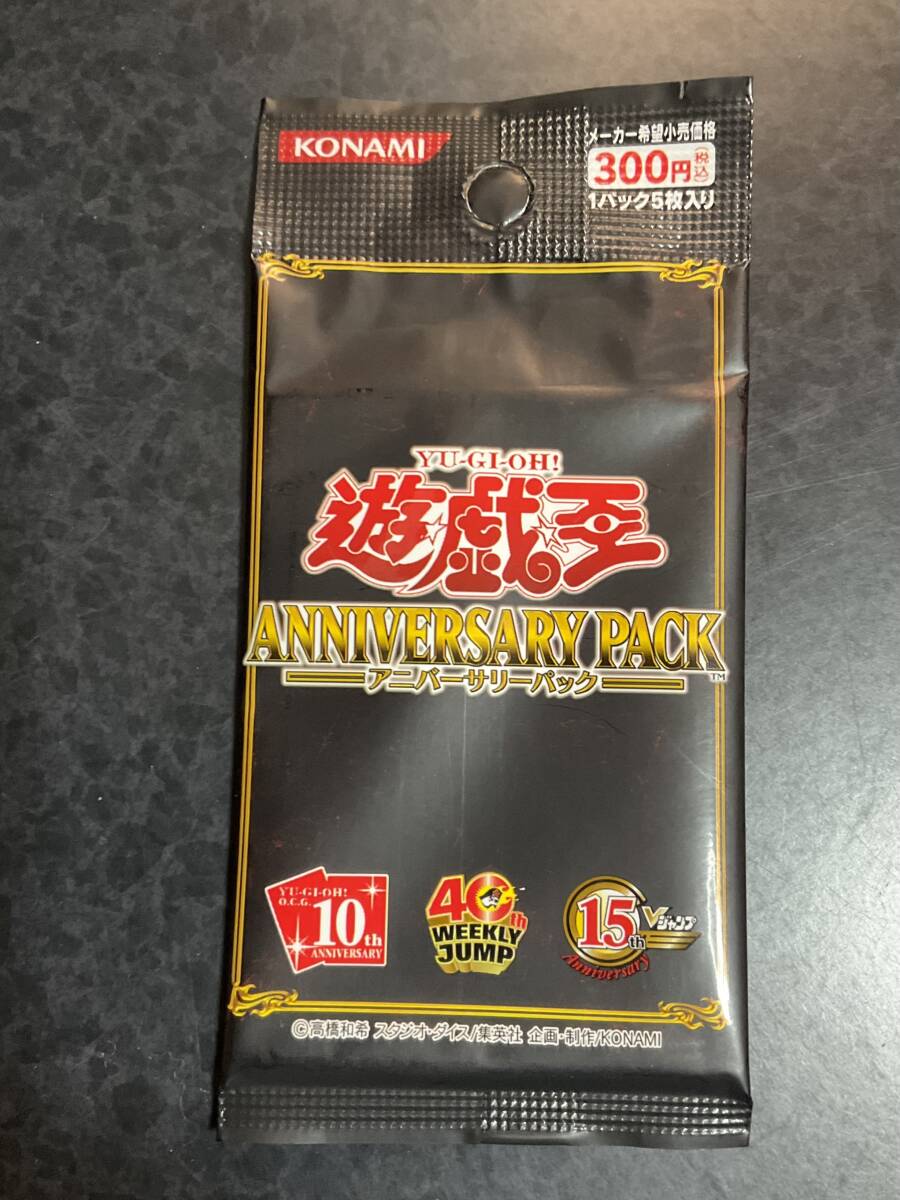 KONAMI
メーカー希望小売価格
300円(税込)
1パック5枚入り
YU-GI-OH!
遊☆戯☆王
ANNIVERSARY PACK™
アニバーサリーパック
YU-GI-OH!
O.C.G.
10th
ANNIVERSARY
40th
WEEKLY
JUMP
15th
Vジャンプ
Anniversary
©高橋和希 スタジオ・ダイス/集英社 企画・制作/KONAMI